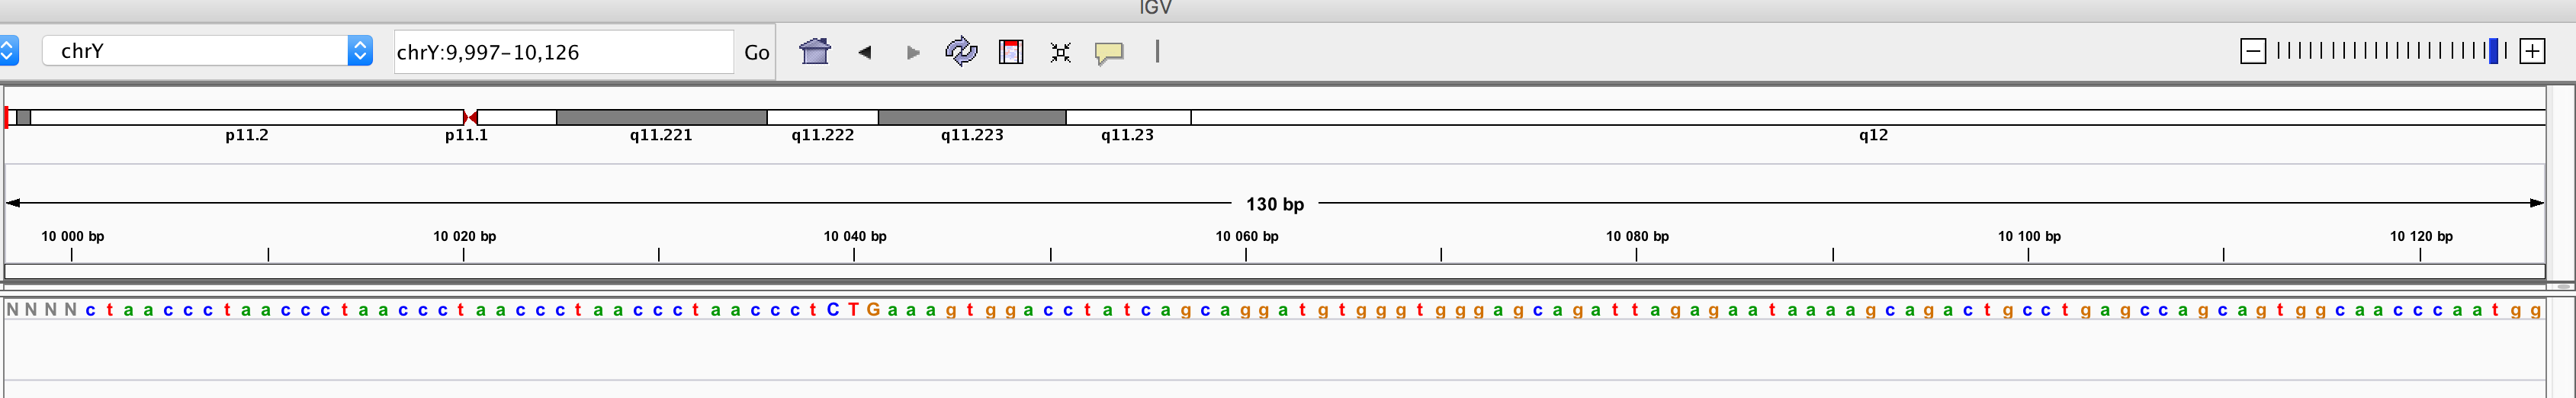 IGV
chrY chrY:9,997-10,126 Go
p11.2 p11.1 q11.221 q11.222 q11.223 q11.23 q12
130 bp
10 000 bp 10 020 bp 10 040 bp 10 060 bp 10 080 bp 10 100 bp 10 120 bp
N N N N c t a a c c c t a a c c c t a a c c c t a a c c c t a a c c c t a a c c c t C T G a a a g t g g a c c t a t c a g c a g g a t g t g g g t g g g a g c a g a t t a g a g a a t a a a a g c a g a c t g c c t g a g c c a g c a g t g g c a a c c c a a t g g